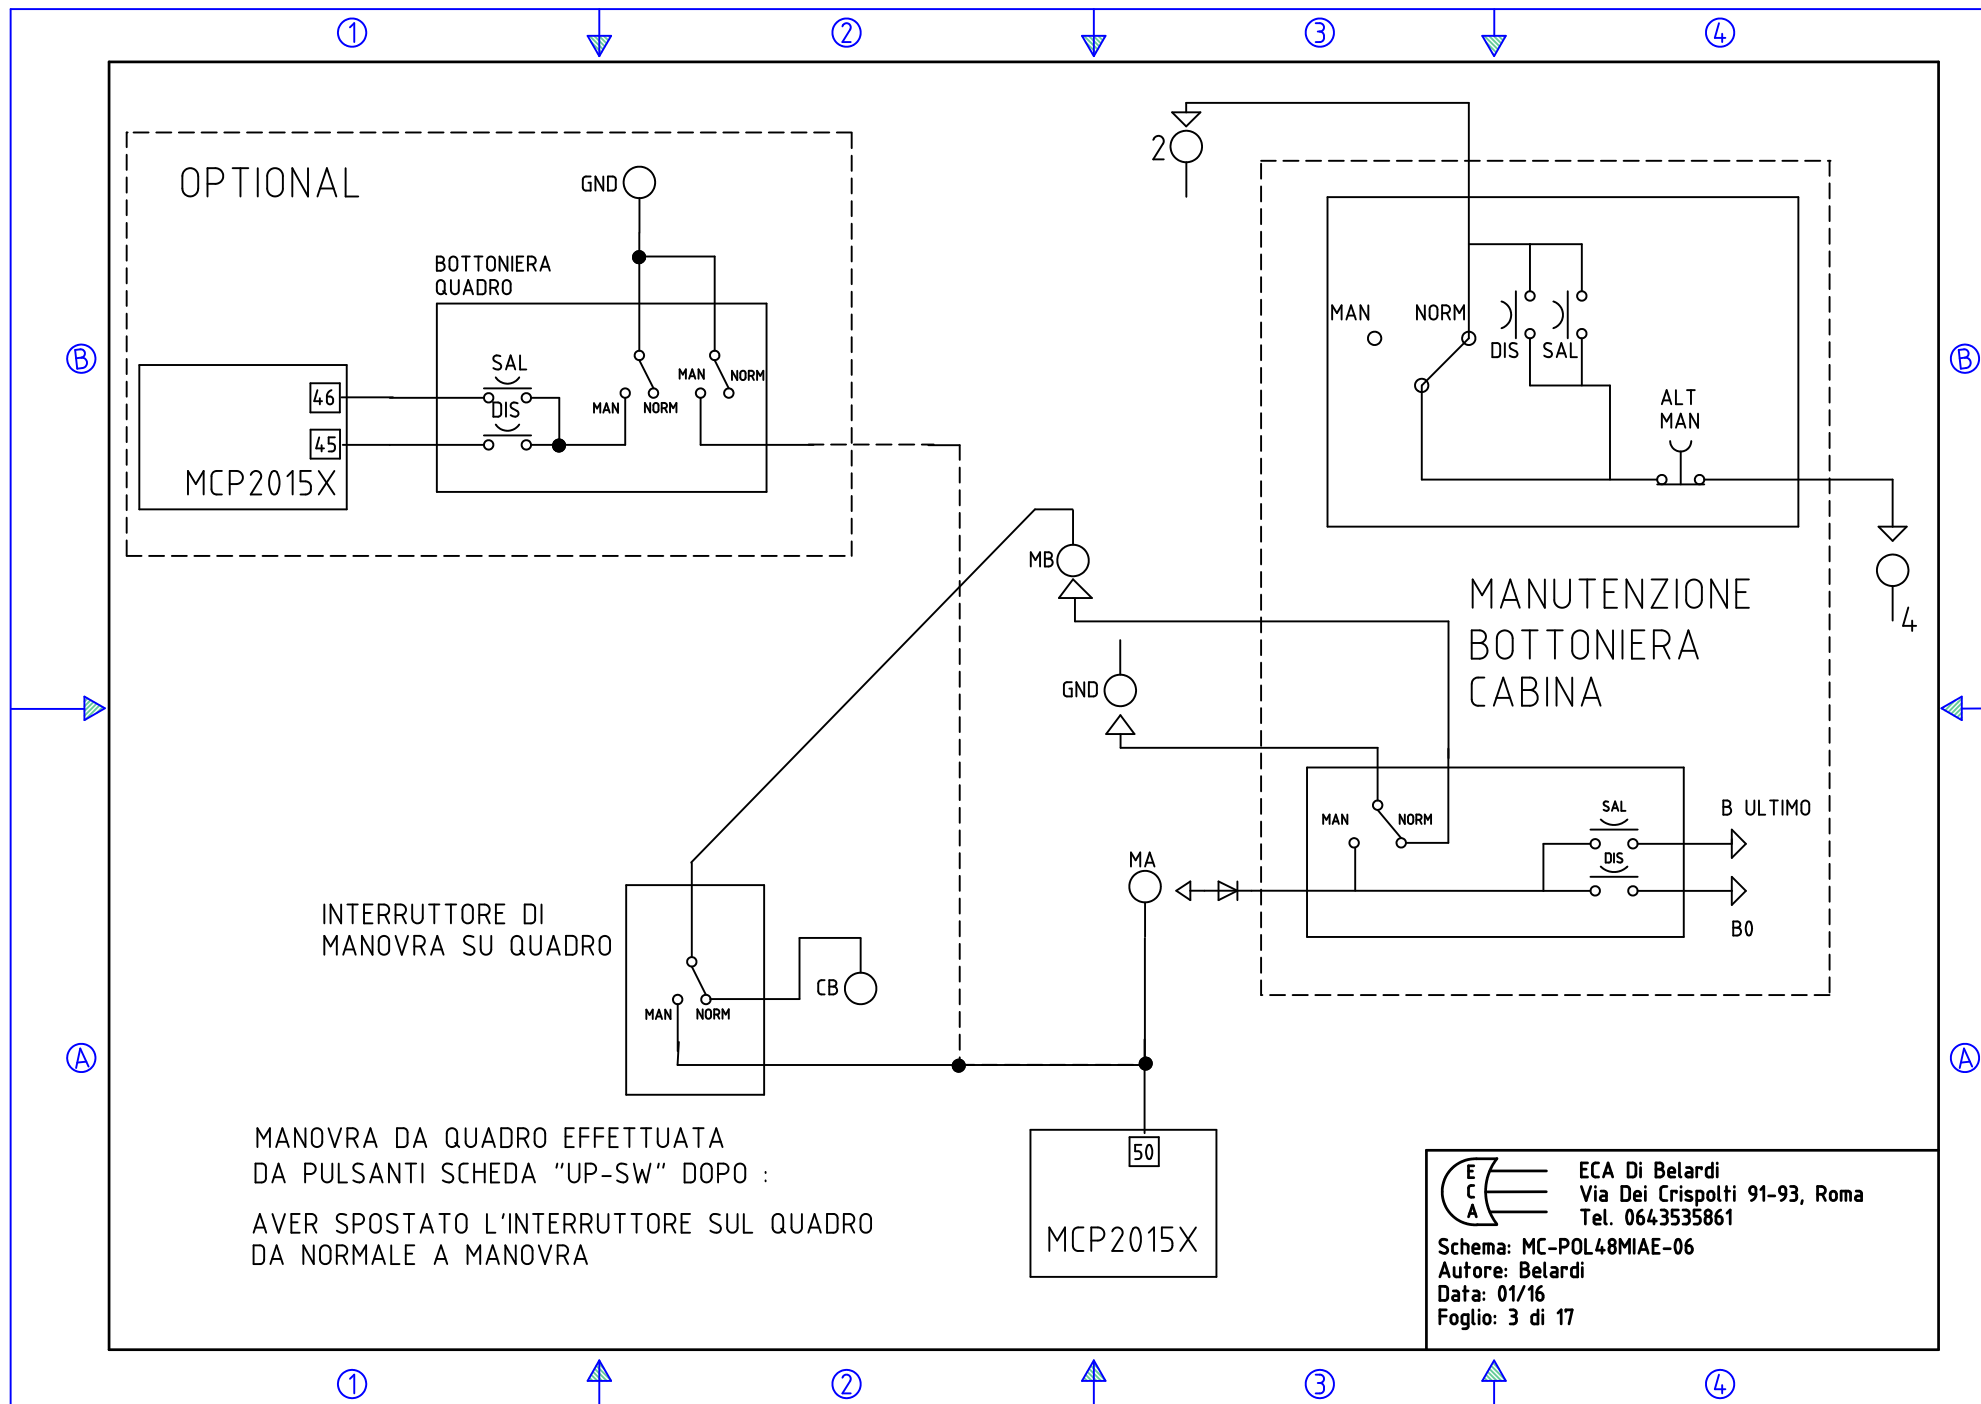 1
2
3
4
OPTIONAL
GND
BOTTONIERA
QUADRO
SAL
DIS
MAN
NORM
MAN
NORM
46
45
MCP2015X
2
MAN
NORM
DIS
SAL
ALT
MAN
4
B
B
MANUTENZIONE
BOTTONIERA
CABINA
MB
GND
MA
MAN
NORM
SAL
DIS
B ULTIMO
B0
INTERRUTTORE DI
MANOVRA SU QUADRO
MAN
NORM
CB
A
A
MANOVRA DA QUADRO EFFETTUATA
DA PULSANTI SCHEDA "UP-SW" DOPO :
AVER SPOSTATO L'INTERRUTTORE SUL QUADRO
DA NORMALE A MANOVRA
50
MCP2015X
E
C
A
ECA Di Belardi
Via Dei Crispolti 91-93, Roma
Tel. 0643535861
Schema: MC-POL48MIAE-06
Autore: Belardi
Data: 01/16
Foglio: 3 di 17
1
2
3
4